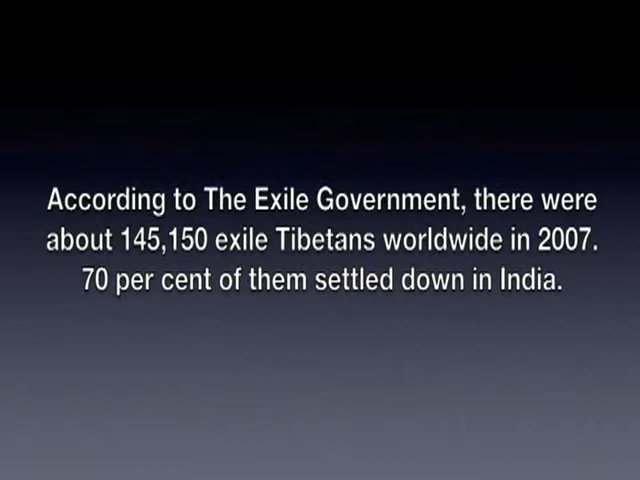 According to The Exile Government, there were
about 145,150 exile Tibetans worldwide in 2007.
70 per cent of them settled down in India.